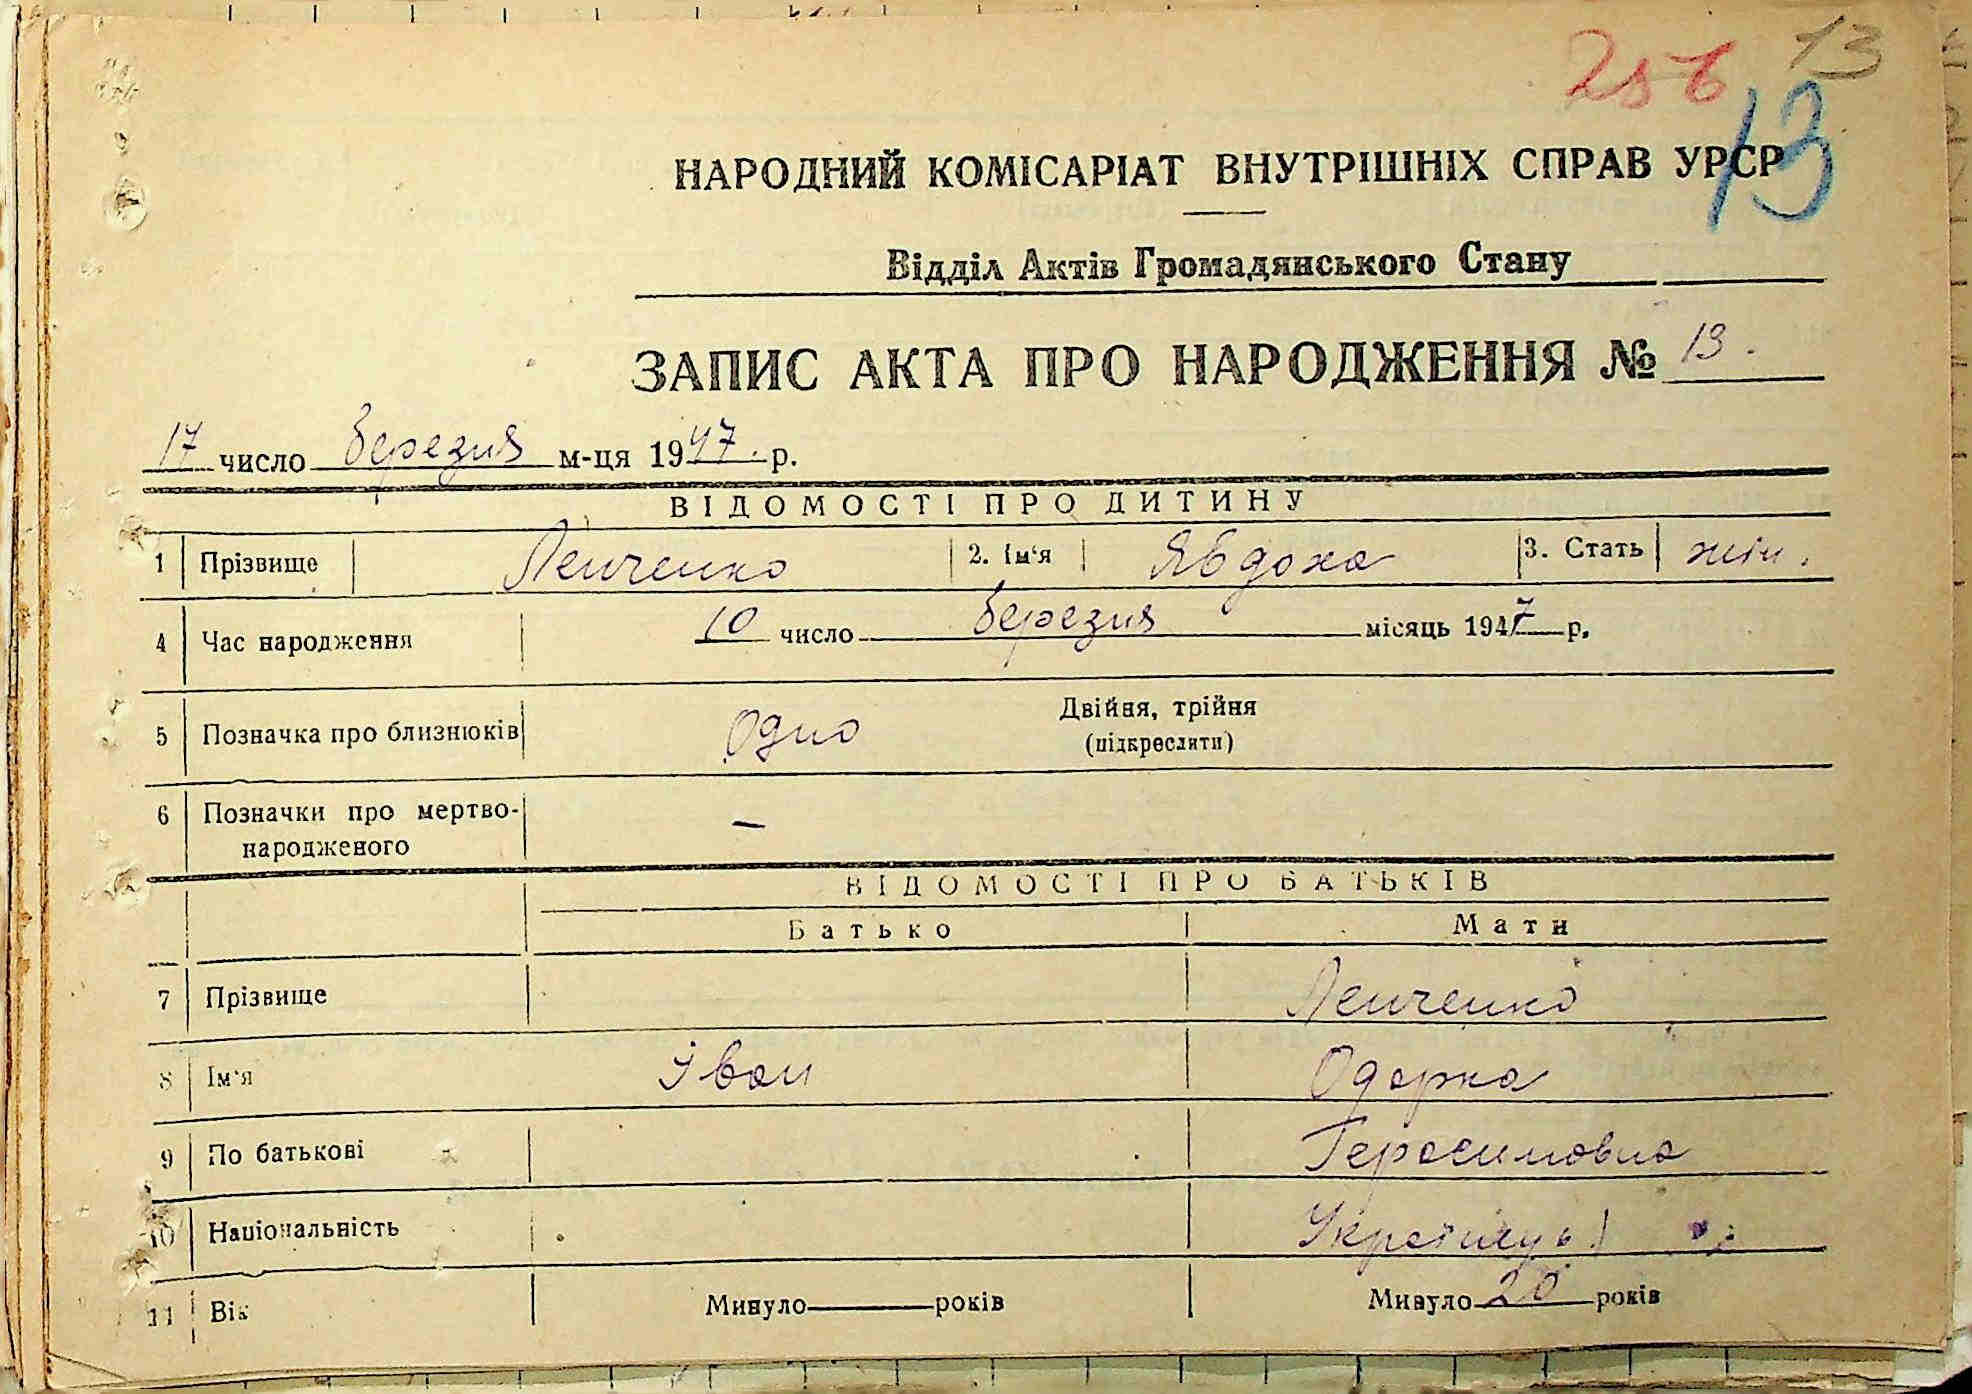 256 13
13
НАРОДНИЙ КОМІСАРІАТ ВНУТРІШНІХ СПРАВ УРСР
Відділ Актів Громадянського Стану
ЗАПИС АКТА ПРО НАРОДЖЕННЯ № 13.
17 число березня м-ця 1947. р.
ВІДОМОСТІ ПРО ДИТИНУ
1 Прізвище Ленченко 2. Ім'я Явдоха 3. Стать жін.
4 Час народження 10 число березня місяць 1947 р.
5 Позначка про близнюків Одно Двійня, трійня
(підкреслити)
6 Позначки про мертво-
народженого –
ВІДОМОСТІ ПРО БАТЬКІВ
Батько Мати
7 Прізвище Ленченко
8 Ім'я Іван Одарка
9 По батькові Герасимовна
10 Національність
11 Вік Минуло років Минуло 20 років